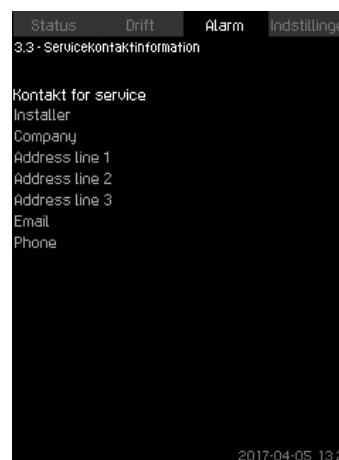 Status Drift Alarm Indstillinge
3.3 - Servicekontaktinformation
Kontakt for service
Installer
Company
Address line 1
Address line 2
Address line 3
Email
Phone
2017-04-05 13:2